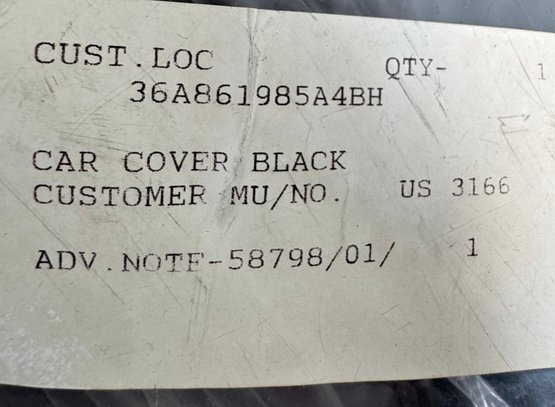 CUST.LOC QTY- 1
36A861985A4BH
CAR COVER BLACK
CUSTOMER MU/NO. US 3166
ADV.NOTE-58798/01/ 1